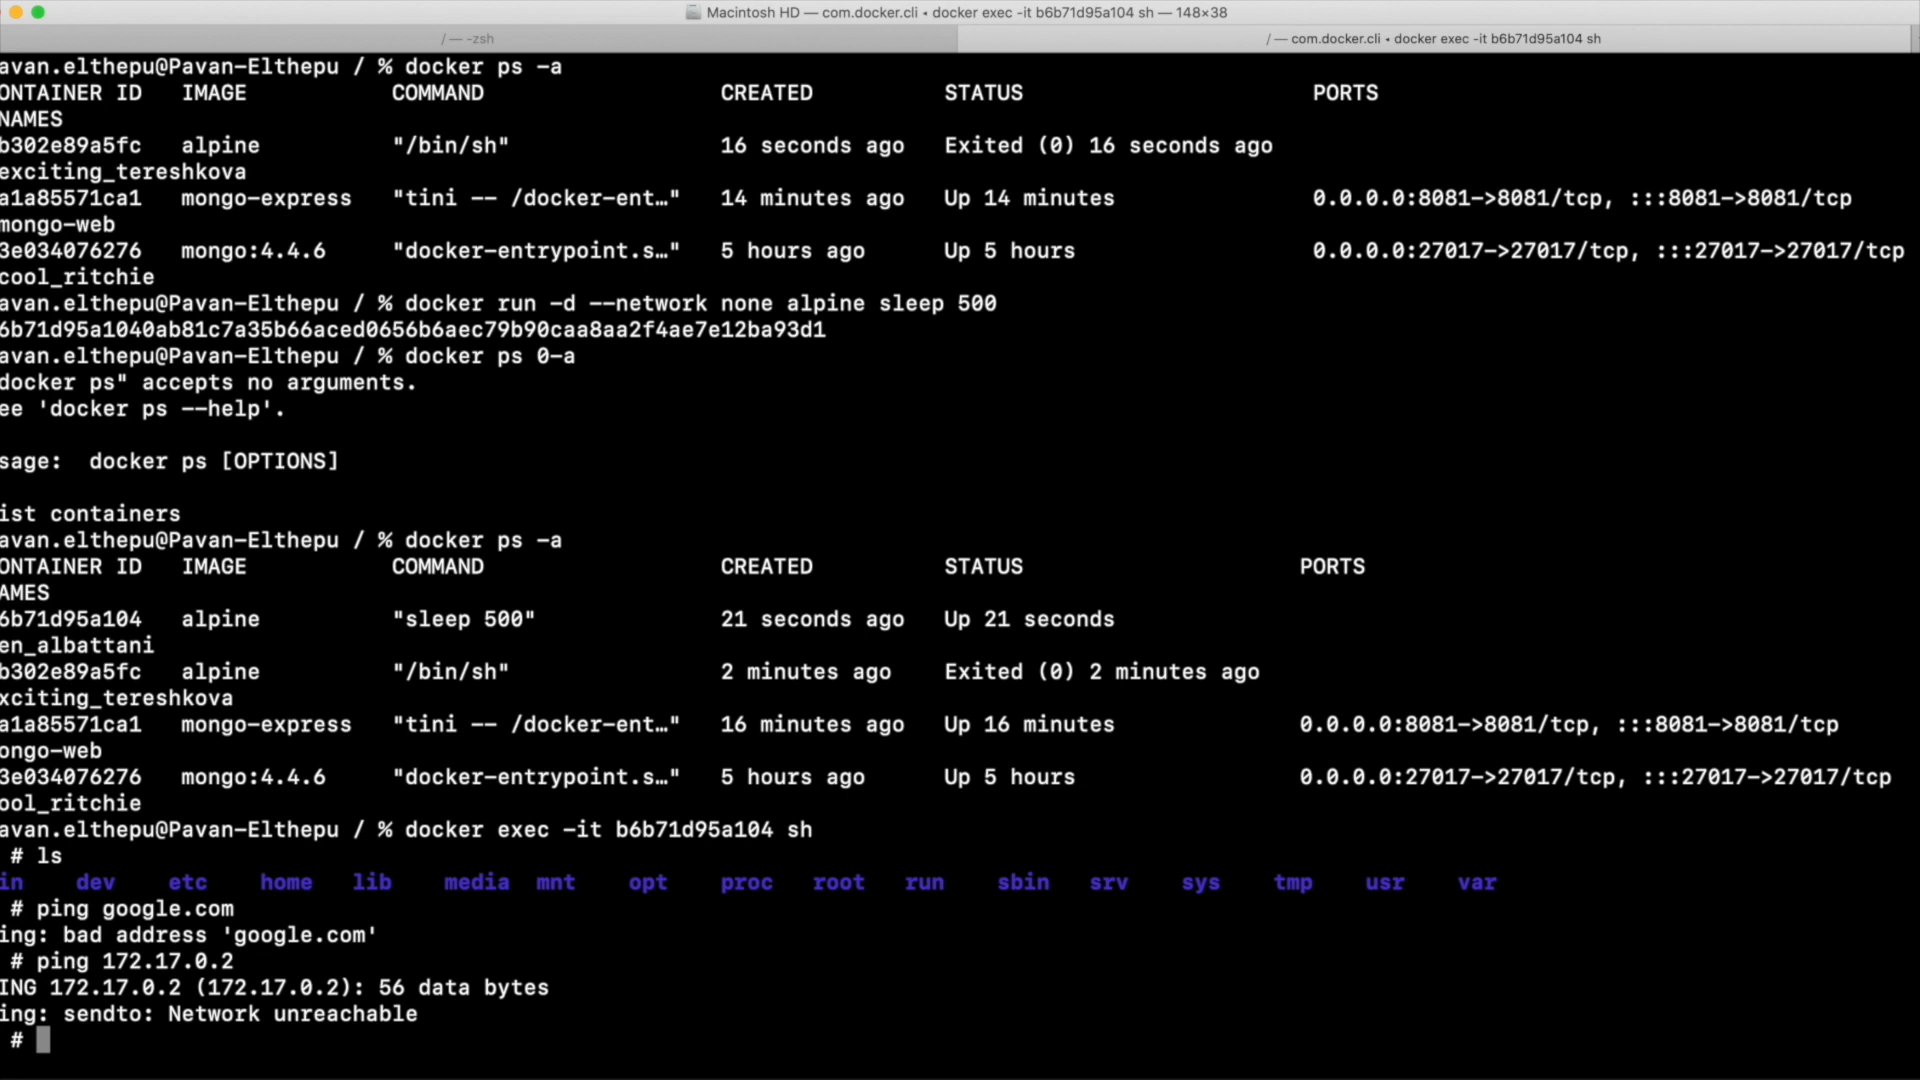 Macintosh HD — com.docker.cli ◂ docker exec -it b6b71d95a104 sh — 148×38
/ — -zsh
/ — com.docker.cli ◂ docker exec -it b6b71d95a104 sh
avan.elthepu@Pavan-Elthepu / % docker ps -a
ONTAINER ID   IMAGE           COMMAND                  CREATED          STATUS                      PORTS
NAMES
b302e89a5fc   alpine          "/bin/sh"                16 seconds ago   Exited (0) 16 seconds ago
exciting_tereshkova
a1a85571ca1   mongo-express   "tini -- /docker-ent…"   14 minutes ago   Up 14 minutes               0.0.0.0:8081->8081/tcp, :::8081->8081/tcp
mongo-web
3e034076276   mongo:4.4.6     "docker-entrypoint.s…"   5 hours ago      Up 5 hours                  0.0.0.0:27017->27017/tcp, :::27017->27017/tcp
cool_ritchie
avan.elthepu@Pavan-Elthepu / % docker run -d --network none alpine sleep 500
6b71d95a1040ab81c7a35b66aced0656b6aec79b90caa8aa2f4ae7e12ba93d1
avan.elthepu@Pavan-Elthepu / % docker ps 0-a
docker ps" accepts no arguments.
ee 'docker ps --help'.
sage:  docker ps [OPTIONS]
ist containers
avan.elthepu@Pavan-Elthepu / % docker ps -a
ONTAINER ID   IMAGE           COMMAND                  CREATED          STATUS                     PORTS
AMES
6b71d95a104   alpine          "sleep 500"              21 seconds ago   Up 21 seconds
en_albattani
b302e89a5fc   alpine          "/bin/sh"                2 minutes ago    Exited (0) 2 minutes ago
xciting_tereshkova
a1a85571ca1   mongo-express   "tini -- /docker-ent…"   16 minutes ago   Up 16 minutes              0.0.0.0:8081->8081/tcp, :::8081->8081/tcp
ongo-web
3e034076276   mongo:4.4.6     "docker-entrypoint.s…"   5 hours ago      Up 5 hours                 0.0.0.0:27017->27017/tcp, :::27017->27017/tcp
ool_ritchie
avan.elthepu@Pavan-Elthepu / % docker exec -it b6b71d95a104 sh
# ls
in    dev    etc    home   lib    media  mnt    opt    proc   root   run    sbin   srv    sys    tmp    usr    var
# ping google.com
ing: bad address 'google.com'
# ping 172.17.0.2
ING 172.17.0.2 (172.17.0.2): 56 data bytes
ing: sendto: Network unreachable
#